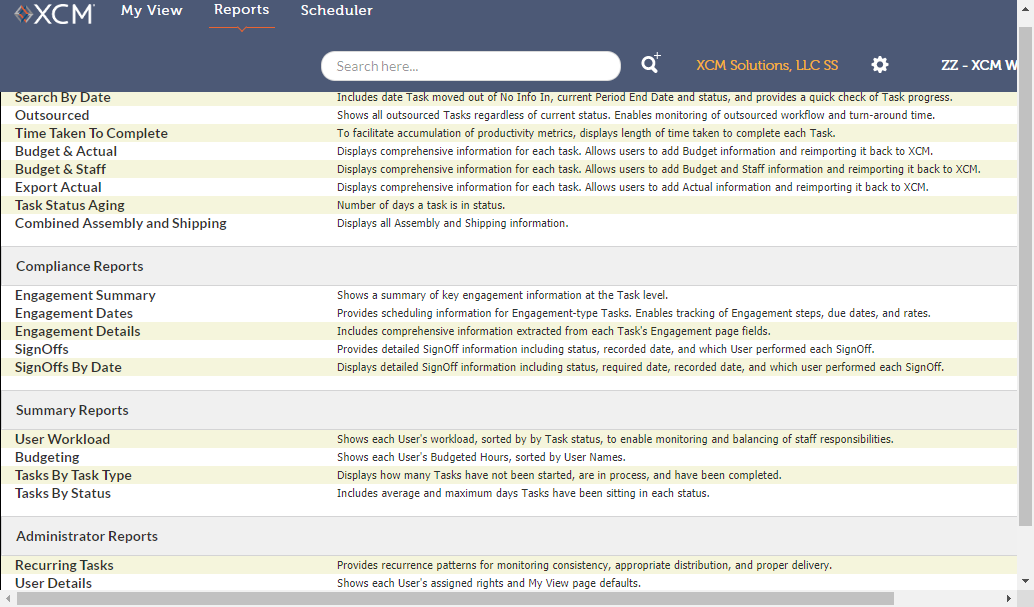 XCM My View Reports Scheduler
Search here... XCM Solutions, LLC SS ZZ - XCM W
Search By Date Includes date Task moved out of No Info In, current Period End Date and status, and provides a quick check of Task progress.
Outsourced Shows all outsourced Tasks regardless of current status. Enables monitoring of outsourced workflow and turn-around time.
Time Taken To Complete To facilitate accumulation of productivity metrics, displays length of time taken to complete each Task.
Budget & Actual Displays comprehensive information for each task. Allows users to add Budget information and reimporting it back to XCM.
Budget & Staff Displays comprehensive information for each task. Allows users to add Budget and Staff information and reimporting it back to XCM.
Export Actual Displays comprehensive information for each task. Allows users to add Actual information and reimporting it back to XCM.
Task Status Aging Number of days a task is in status.
Combined Assembly and Shipping Displays all Assembly and Shipping information.
Compliance Reports
Engagement Summary Shows a summary of key engagement information at the Task level.
Engagement Dates Provides scheduling information for Engagement-type Tasks. Enables tracking of Engagement steps, due dates, and rates.
Engagement Details Includes comprehensive information extracted from each Task's Engagement page fields.
SignOffs Provides detailed SignOff information including status, recorded date, and which User performed each SignOff.
SignOffs By Date Displays detailed SignOff information including status, required date, recorded date, and which user performed each SignOff.
Summary Reports
User Workload Shows each User's workload, sorted by by Task status, to enable monitoring and balancing of staff responsibilities.
Budgeting Shows each User's Budgeted Hours, sorted by User Names.
Tasks By Task Type Displays how many Tasks have not been started, are in process, and have been completed.
Tasks By Status Includes average and maximum days Tasks have been sitting in each status.
Administrator Reports
Recurring Tasks Provides recurrence patterns for monitoring consistency, appropriate distribution, and proper delivery.
User Details Shows each User's assigned rights and My View page defaults.